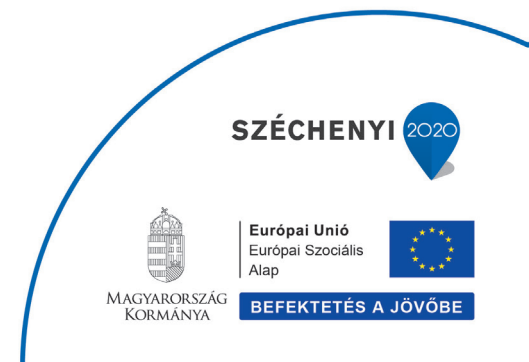 SZÉCHENYI 2020
Európai Unió
Európai Szociális
Alap
MAGYARORSZÁG
KORMÁNYA
BEFEKTETÉS A JÖVŐBE